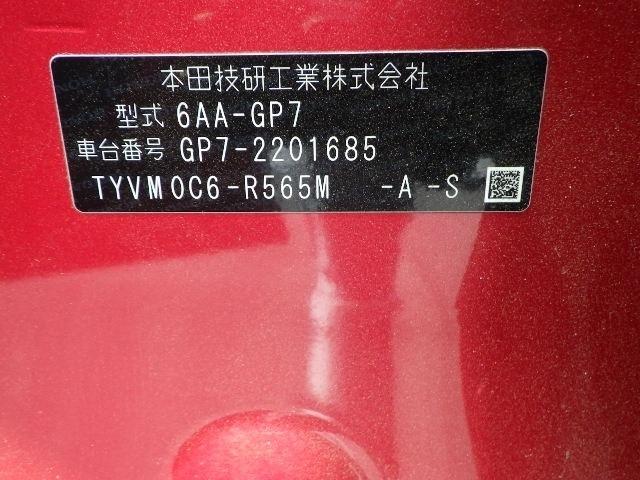 本田技研工業株式会社
型式 6AA-GP7
車台番号 GP7-2201685
TYVM0C6-R565M -A -S